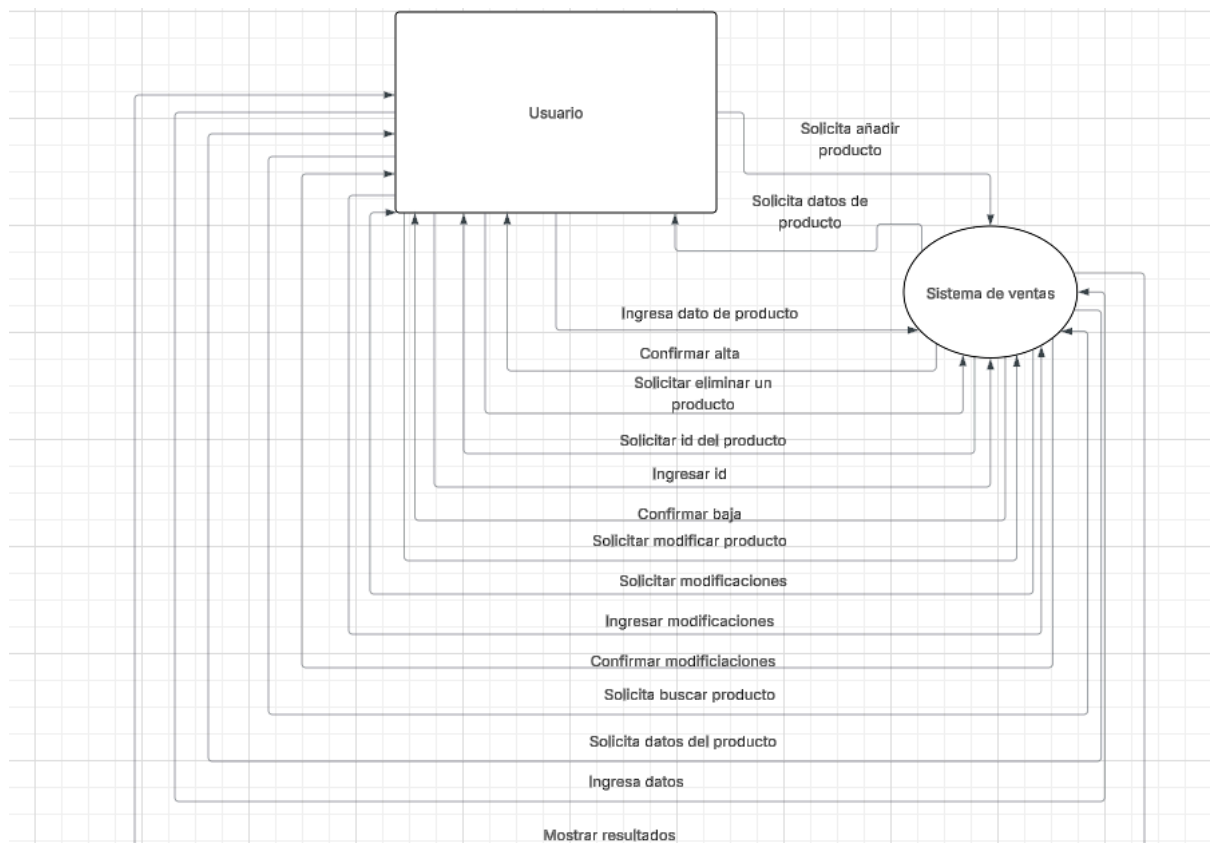 Usuario
Solicita añadir
producto
Solicita datos de
producto
Sistema de ventas
Ingresa dato de producto
Confirmar alta
Solicitar eliminar un
producto
Solicitar id del producto
Ingresar id
Confirmar baja
Solicitar modificar producto
Solicitar modificaciones
Ingresar modificaciones
Confirmar modificiaciones
Solicita buscar producto
Solicita datos del producto
Ingresa datos
Mostrar resultados